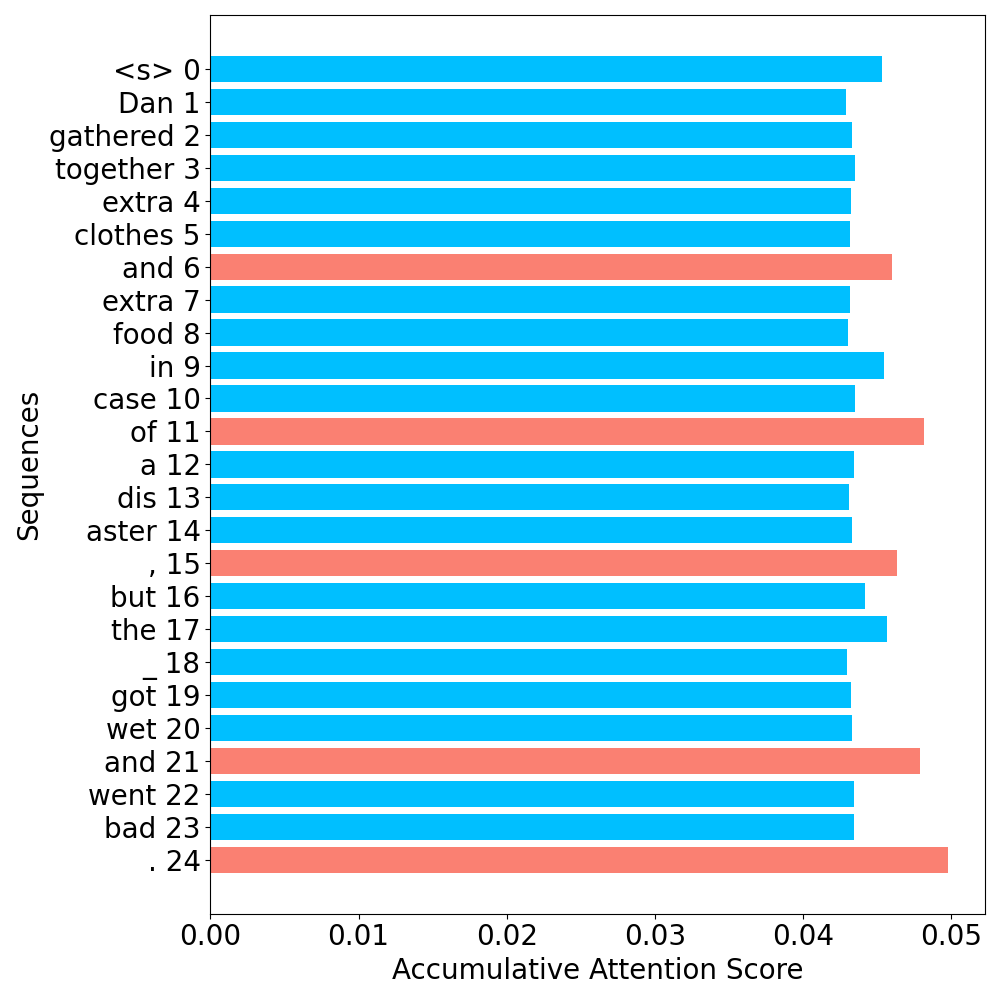 <s> 0
Dan 1
gathered 2
together 3
extra 4
clothes 5
and 6
extra 7
food 8
in 9
case 10
of 11
a 12
dis 13
aster 14
, 15
but 16
the 17
_ 18
got 19
wet 20
and 21
went 22
bad 23
. 24
Sequences
0.00 0.01 0.02 0.03 0.04 0.05
Accumulative Attention Score